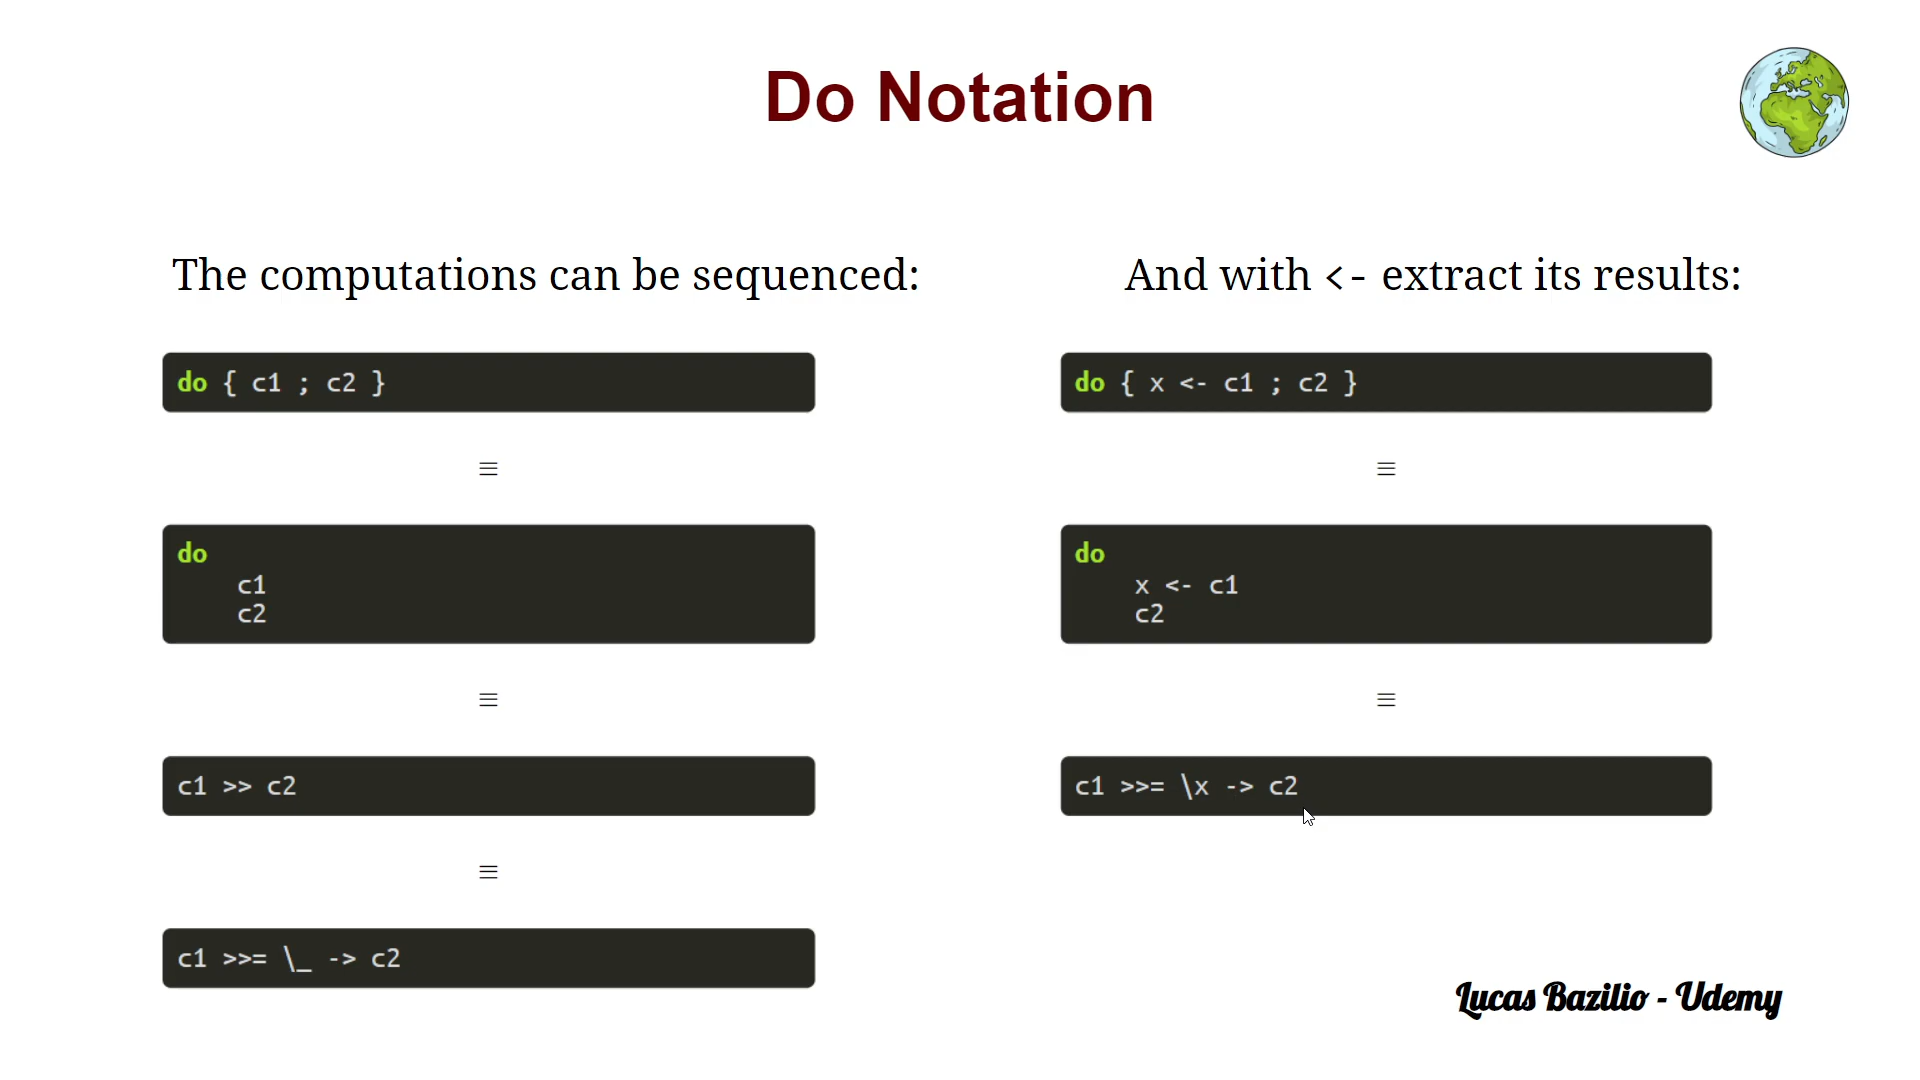 Do Notation
The computations can be sequenced:
do { c1 ; c2 }
≡
do
    c1
    c2
≡
c1 >> c2
≡
c1 >>= \_ -> c2
And with <- extract its results:
do { x <- c1 ; c2 }
≡
do
    x <- c1
    c2
≡
c1 >>= \x -> c2
Lucas Bazilio - Udemy